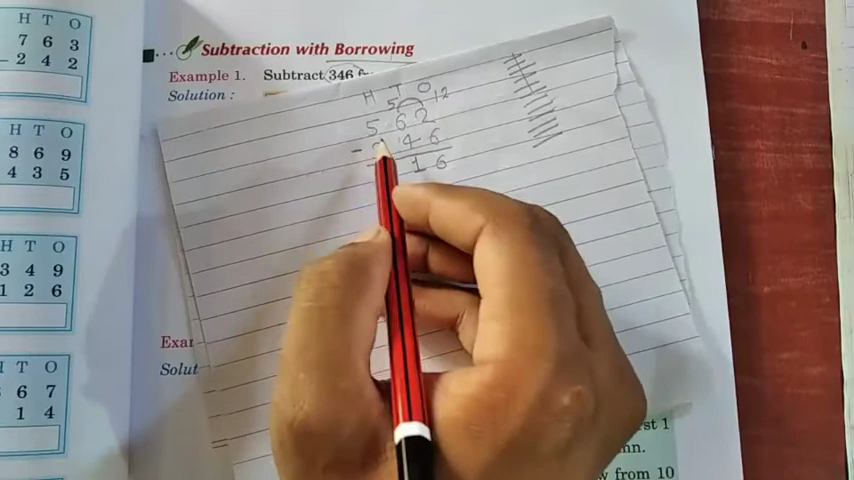 H T O
7 6 3
- 2 4 2
H T O
8 6 9
4 3 5
H T O
3 4 9
1 2 6
H T O
6 7
1 4
Subtraction with Borrowing
Example 1. Subtract 346
Solution :
H T O
5 12
5 6 2
- 4 6
1 6
Exar
Solut
rst 1
mn.
from 10